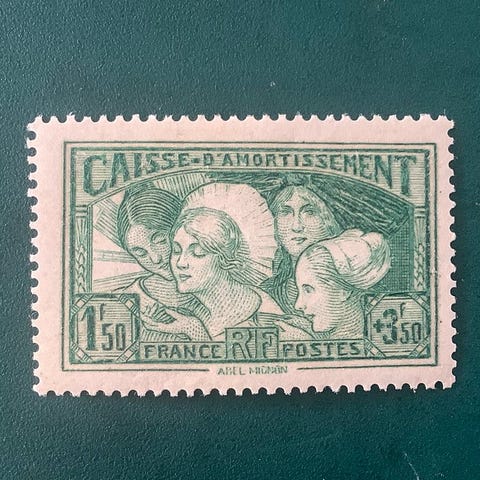 CAISSE-D'AMORTISSEMENT
1F50
+3F50
FRANCE RF POSTES
ABEL MIGNON